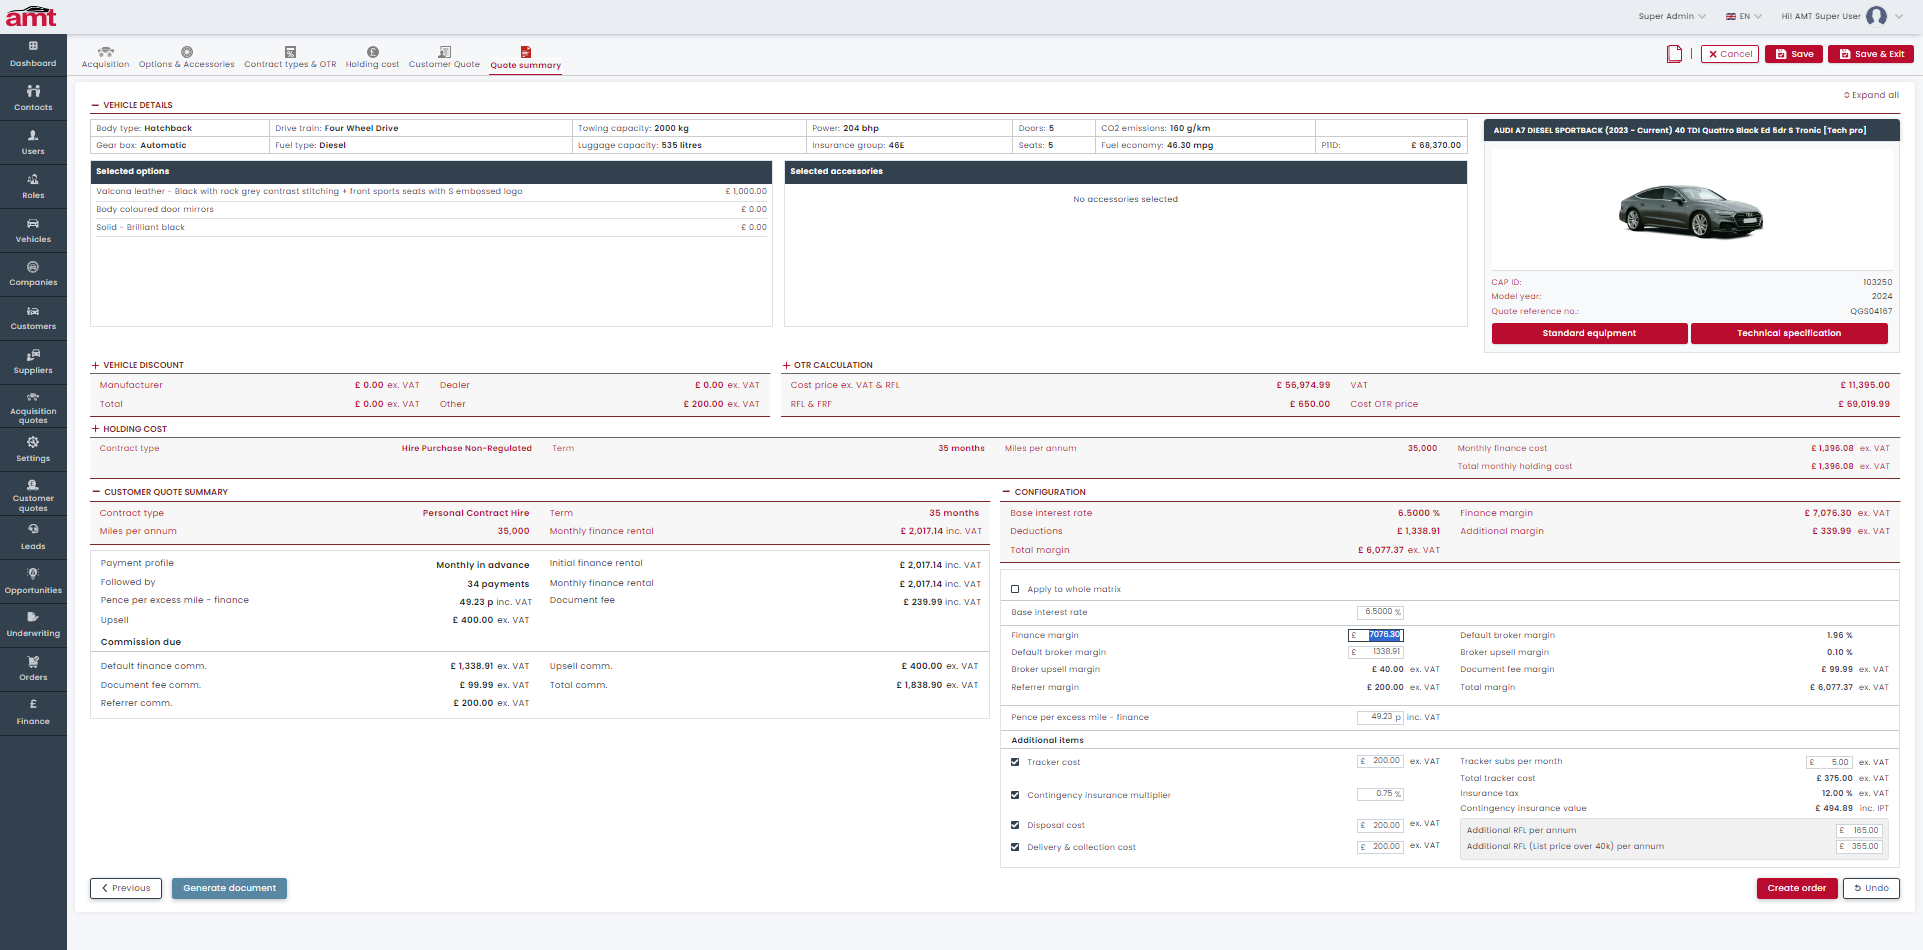 amt
Super Admin
EN
Hi! AMT Super User
Dashboard
Contacts
Users
Roles
Vehicles
Companies
Customers
Suppliers
Acquisition quotes
Settings
Customer quotes
Leads
Opportunities
Underwriting
Orders
Finance
Acquisition
Options & Accessories
Contract types & OTR
Holding cost
Customer Quote
Quote summary
Cancel
Save
Save & Exit
VEHICLE DETAILS
Expand all
Body type: Hatchback Drive train: Four Wheel Drive Towing capacity: 2000 kg Power: 204 bhp Doors: 5 CO2 emissions: 160 g/km
Gear box: Automatic Fuel type: Diesel Luggage capacity: 535 litres Insurance group: 46E Seats: 5 Fuel economy: 46.30 mpg P11D: £ 68,370.00
Selected options
Valcona leather - Black with rock grey contrast stitching + front sports seats with S embossed logo £ 1,000.00
Body coloured door mirrors £ 0.00
Solid - Brilliant black £ 0.00
Selected accessories
No accessories selected
AUDI A7 DIESEL SPORTBACK (2023 - Current) 40 TDI Quattro Black Ed 5dr S Tronic [Tech pro]
CAP ID: 103250
Model year: 2024
Quote reference no.: QGS04167
Standard equipment
Technical specification
VEHICLE DISCOUNT
Manufacturer £ 0.00 ex. VAT Dealer £ 0.00 ex. VAT
Total £ 0.00 ex. VAT Other £ 200.00 ex. VAT
OTR CALCULATION
Cost price ex. VAT & RFL £ 56,974.99 VAT £ 11,395.00
RFL & FRF £ 650.00 Cost OTR price £ 69,019.99
HOLDING COST
Contract type Hire Purchase Non-Regulated Term 35 months Miles per annum 35,000 Monthly finance cost £ 1,396.08 ex. VAT
Total monthly holding cost £ 1,396.08 ex. VAT
CUSTOMER QUOTE SUMMARY
Contract type Personal Contract Hire Term 35 months
Miles per annum 35,000 Monthly finance rental £ 2,017.14 inc. VAT
Payment profile Monthly in advance Initial finance rental £ 2,017.14 inc. VAT
Followed by 34 payments Monthly finance rental £ 2,017.14 inc. VAT
Pence per excess mile - finance 49.23 p inc. VAT Document fee £ 239.99 inc. VAT
Upsell £ 400.00 ex. VAT
Commission due
Default finance comm. £ 1,338.91 ex. VAT Upsell comm. £ 400.00 ex. VAT
Document fee comm. £ 99.99 ex. VAT Total comm. £ 1,838.90 ex. VAT
Referrer comm. £ 200.00 ex. VAT
CONFIGURATION
Base interest rate 6.5000 % Finance margin £ 7,076.30 ex. VAT
Deductions £ 1,338.91 Additional margin £ 339.99 ex. VAT
Total margin £ 6,077.37 ex. VAT
Apply to whole matrix
Base interest rate 6.5000 %
Finance margin £ 7076.30 Default broker margin 1.96 %
Default broker margin £ 1338.91 Broker upsell margin 0.10 %
Broker upsell margin £ 40.00 ex. VAT Document fee margin £ 99.99 ex. VAT
Referrer margin £ 200.00 ex. VAT Total margin £ 6,077.37 ex. VAT
Pence per excess mile - finance 49.23 p inc. VAT
Additional items
Tracker cost £ 200.00 ex. VAT Tracker subs per month £ 5.00 ex. VAT
Total tracker cost £ 375.00 ex. VAT
Contingency insurance multiplier 0.75 % Insurance tax 12.00 % ex. VAT
Contingency insurance value £ 494.89 inc. IPT
Disposal cost £ 200.00 ex. VAT Additional RFL per annum £ 165.00
Delivery & collection cost £ 200.00 ex. VAT Additional RFL (List price over 40k) per annum £ 355.00
Previous
Generate document
Create order
Undo